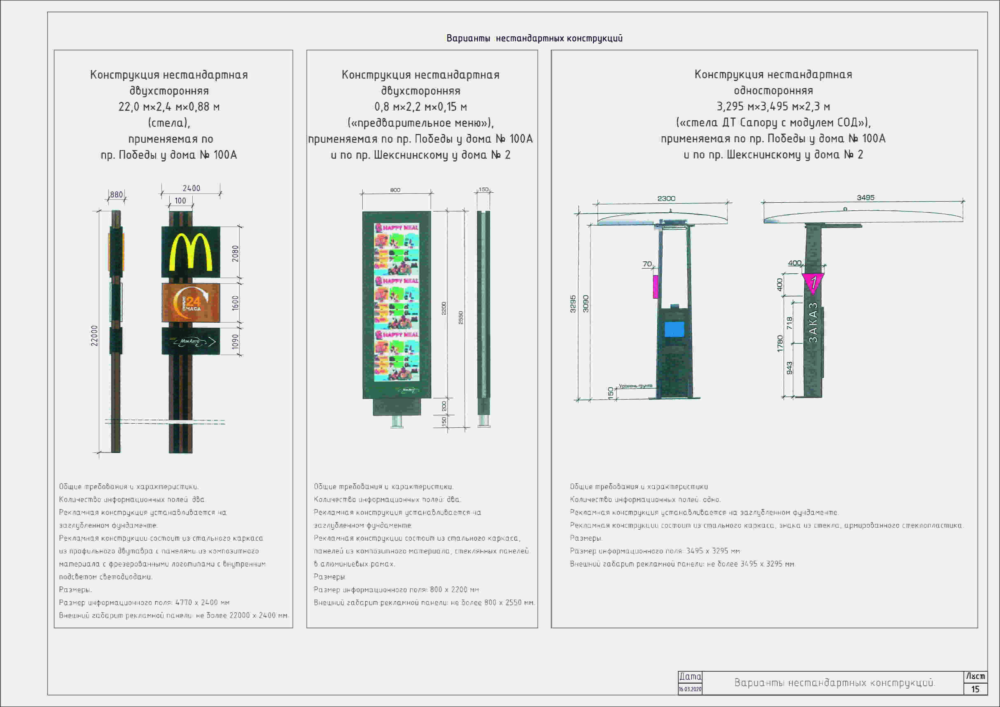 Варианты нестандартных конструкций
Конструкция нестандартная
двухсторонняя
22,0 м×2,4 м×0,88 м
(стела),
применяемая по
пр. Победы у дома № 100А
880
2400
100
2080
1600
1090
22000
24
ЧАСА
МакАвто
Общие требования и характеристики.
Количество информационных полей два.
Рекламная конструкция устанавливается на
заглубленном фундаменте.
Рекламная конструкции состоит из стального каркаса
из профильного двутавра с панелями из композитного
материала с фрезерованными логотипами с внутренним
подсветом светодиодами.
Размеры.
Размер информационного поля: 4770 х 2400 мм
Внешний габарит рекламной панели: не более 22000 х 2400 мм.
Конструкция нестандартная
двухсторонняя
0,8 м×2,2 м×0,15 м
(«предварительное меню»),
применяемая по пр. Победы у дома № 100А
и по пр. Шекснинскому у дома № 2
800
150
HAPPY MEAL
HAPPY MEAL
HAPPY MEAL
МакАвто
2200
2550
200
150
Общие требования и характеристики.
Количество информационных полей: два.
Рекламная конструкция устанавливается на
заглубленном фундаменте
Рекламная конструкции состоит из стального каркаса,
панелей из композитного материала, стеклянных панелей
в алюминиевых рамах.
Размеры.
Размер информационного поля: 800 х 2200 мм
Внешний габарит рекламной панели: не более 800 х 2550 мм.
Конструкция нестандартная
односторонняя
3,295 м×3,495 м×2,3 м
(«стела ДТ Canopy с модулем СОД»),
применяемая по пр. Победы у дома № 100А
и по пр. Шекснинскому у дома № 2
2300
3495
70
3295
3090
150
Уровень грунта
400
400
718
1780
943
1
ЗАКАЗ
Общие требования и характеристики
Количество информационных полей: одно.
Рекламная конструкция устанавливается на заглубленном фундаменте.
Рекламная конструкции состоит из стального каркаса, знака из стекла, армированного стеклопластика.
Размеры.
Размер информационного поля: 3495 х 3295 мм
Внешний габарит рекламной панели: не более 3495 х 3295 мм.
Дата
16.03.2020
Варианты нестандартных конструкций.
Лист
15